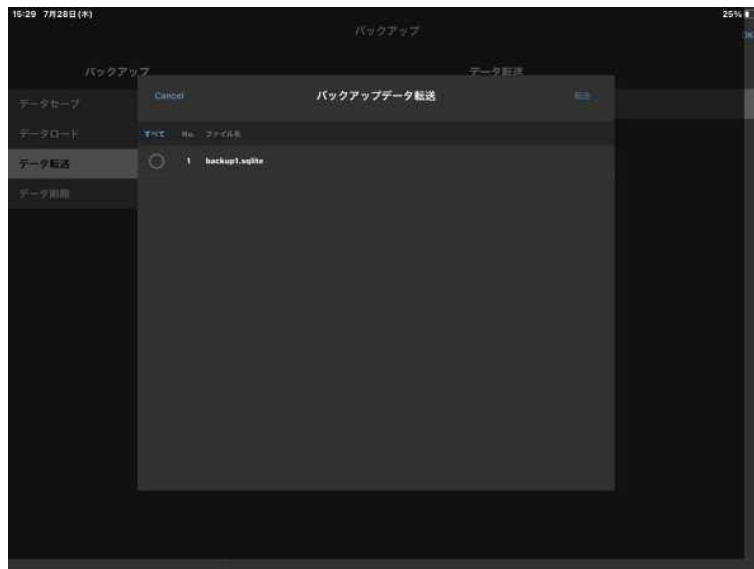 15:29 7月28日(木)
25%
バックアップ
OK
バックアップ
データ転送
データセーブ
データロード
データ転送
データ削除
Cancel
バックアップデータ転送
転送
すべて No. ファイル名
1 backup1.sqlite